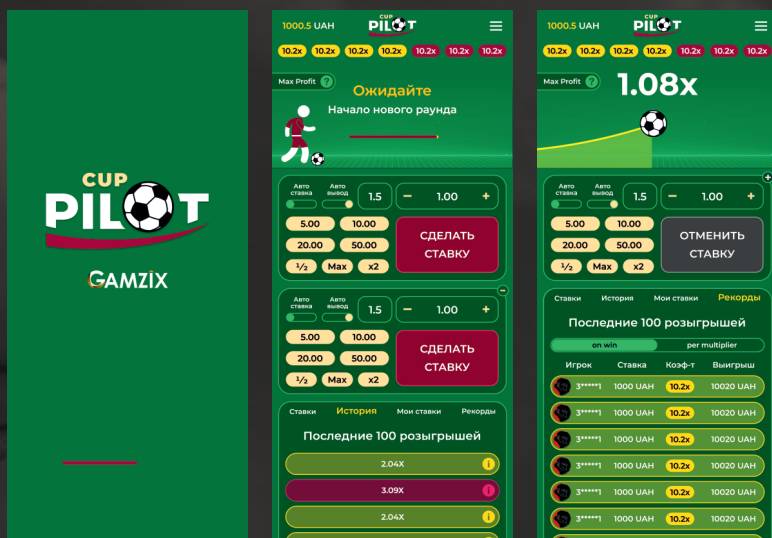 CUP
PILOT
GAMZIX
1000.5 UAH
CUP
PILOT
10.2x 10.2x 10.2x 10.2x 10.2x 10.2x 10.2x
Max Profit ?
Ожидайте
Начало нового раунда
Авто ставка
Авто вывод
1.5
− 1.00 +
5.00 10.00
20.00 50.00
½ Max x2
СДЕЛАТЬ
СТАВКУ
−
Авто ставка
Авто вывод
1.5
− 1.00 +
5.00 10.00
20.00 50.00
½ Max x2
СДЕЛАТЬ
СТАВКУ
Ставки История Мои ставки Рекорды
Последние 100 розыгрышей
2.04X i
3.09X i
2.04X i
1000.5 UAH
CUP
PILOT
10.2x 10.2x 10.2x 10.2x 10.2x 10.2x 10.2x
Max Profit ?
1.08x
+
Авто ставка
Авто вывод
1.5
− 1.00 +
5.00 10.00
20.00 50.00
½ Max x2
ОТМЕНИТЬ
СТАВКУ
Ставки История Мои ставки Рекорды
Последние 100 розыгрышей
on win per multiplier
Игрок Ставка Коэф-т Выигрыш
3*****1 1000 UAH 10.2x 10020 UAH
3*****1 1000 UAH 10.2x 10020 UAH
3*****1 1000 UAH 10.2x 10020 UAH
3*****1 1000 UAH 10.2x 10020 UAH
3*****1 1000 UAH 10.2x 10020 UAH
3*****1 1000 UAH 10.2x 10020 UAH